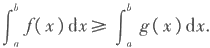 ∫_a^b f(x)dx ≥ ∫_a^b g(x)dx.